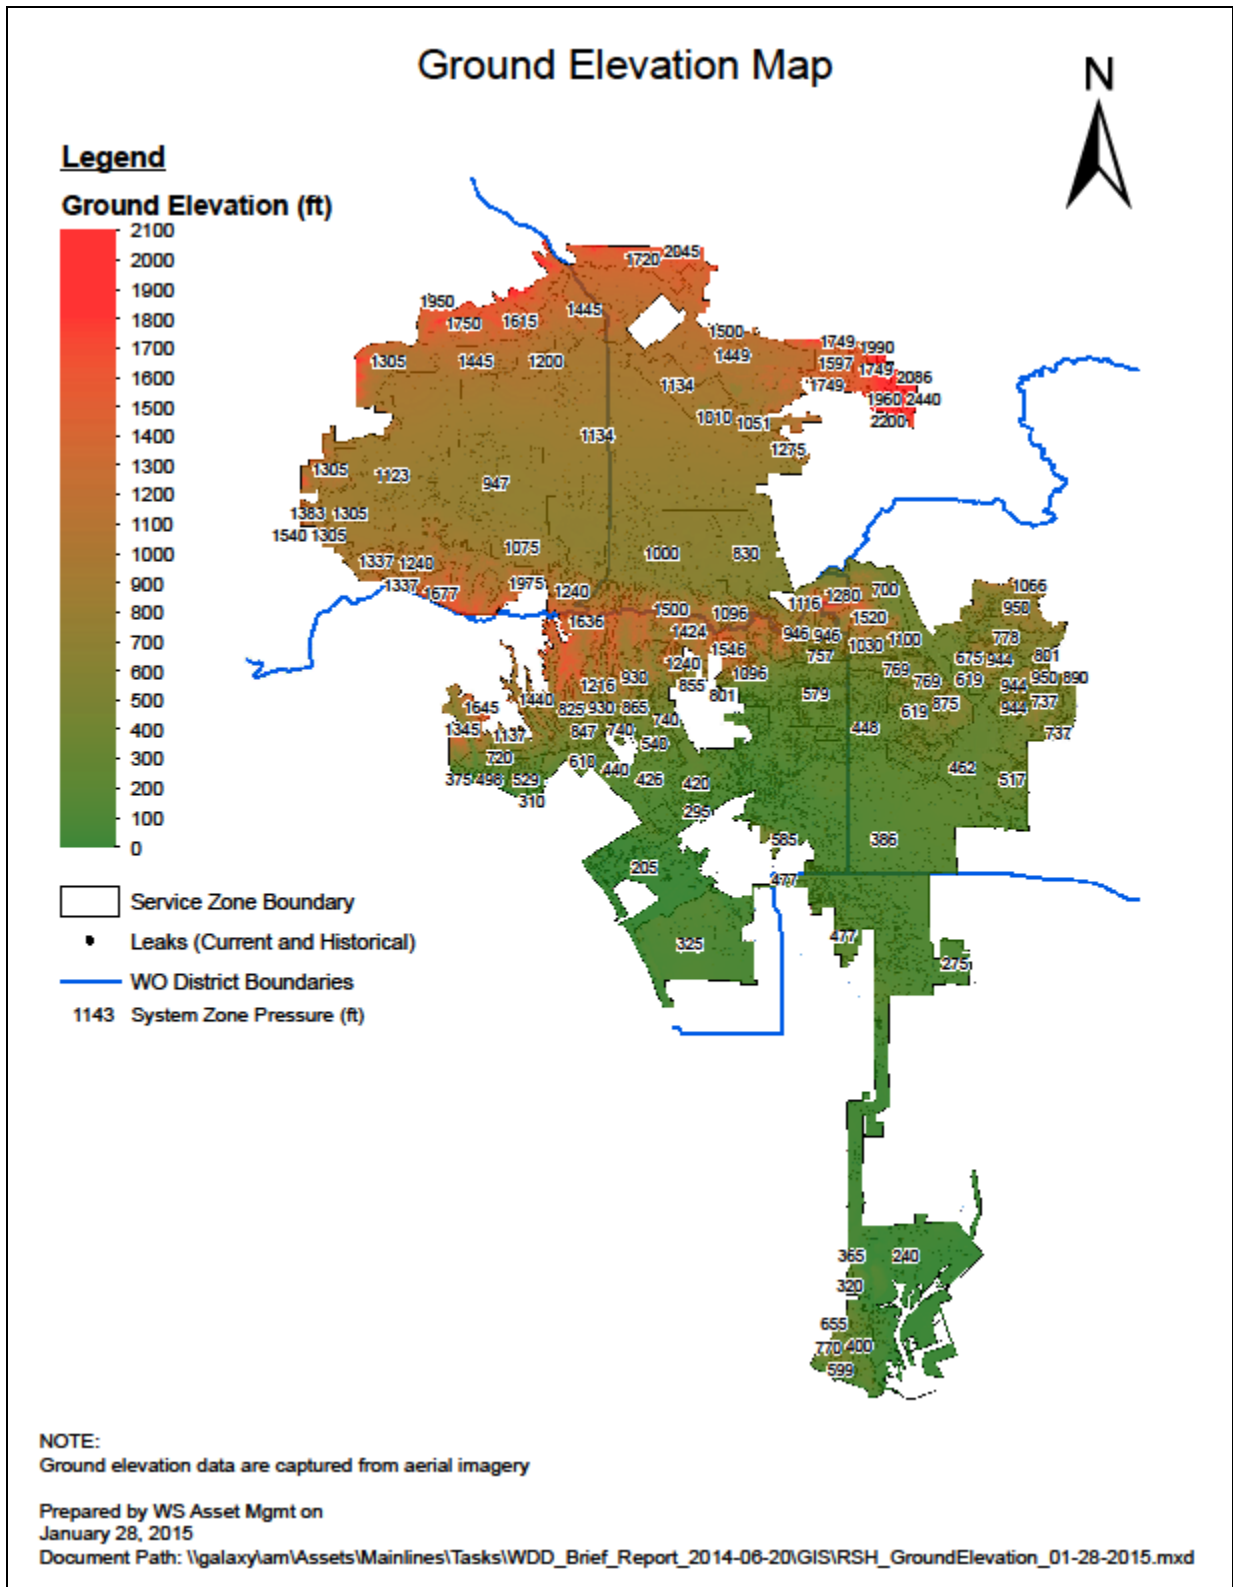 Ground Elevation Map
N
Legend
Ground Elevation (ft)
2100
2000
1900
1800
1700
1600
1500
1400
1300
1200
1100
1000
900
800
700
600
500
400
300
200
100
0
Service Zone Boundary
Leaks (Current and Historical)
WO District Boundaries
1143 System Zone Pressure (ft)
1720 2045
1950 1445
1750 1615
1500
1305 1445 1200 1449 1749 1990
1134 1597 1749
1749 2086
1960 2440
1010 1051 2200
1134 1275
1305 1123 947
1383 1305
1540 1305
1075 1000 830
1337 1240
1337 1677 1975 1240
1280 700 1066
1636 1500 1096 1116 1520 950
1424 946 946 1030 1100 778
1546 757 675 944 801
1240 1096 769 769 619 950 890
1216 930 855 801 579 944
1645 1440 825 930 865 619 875 944 737
1345 1137 847 740 740 448 737
540
720 610 440 426 420 462 517
375 498 529
310 295
585 386
205 477
325 477
275
365 240
320
655
770 400
599
NOTE:
Ground elevation data are captured from aerial imagery
Prepared by WS Asset Mgmt on
January 28, 2015
Document Path: \\galaxy\am\Assets\Mainlines\Tasks\WDD_Brief_Report_2014-06-20\GIS\RSH_GroundElevation_01-28-2015.mxd